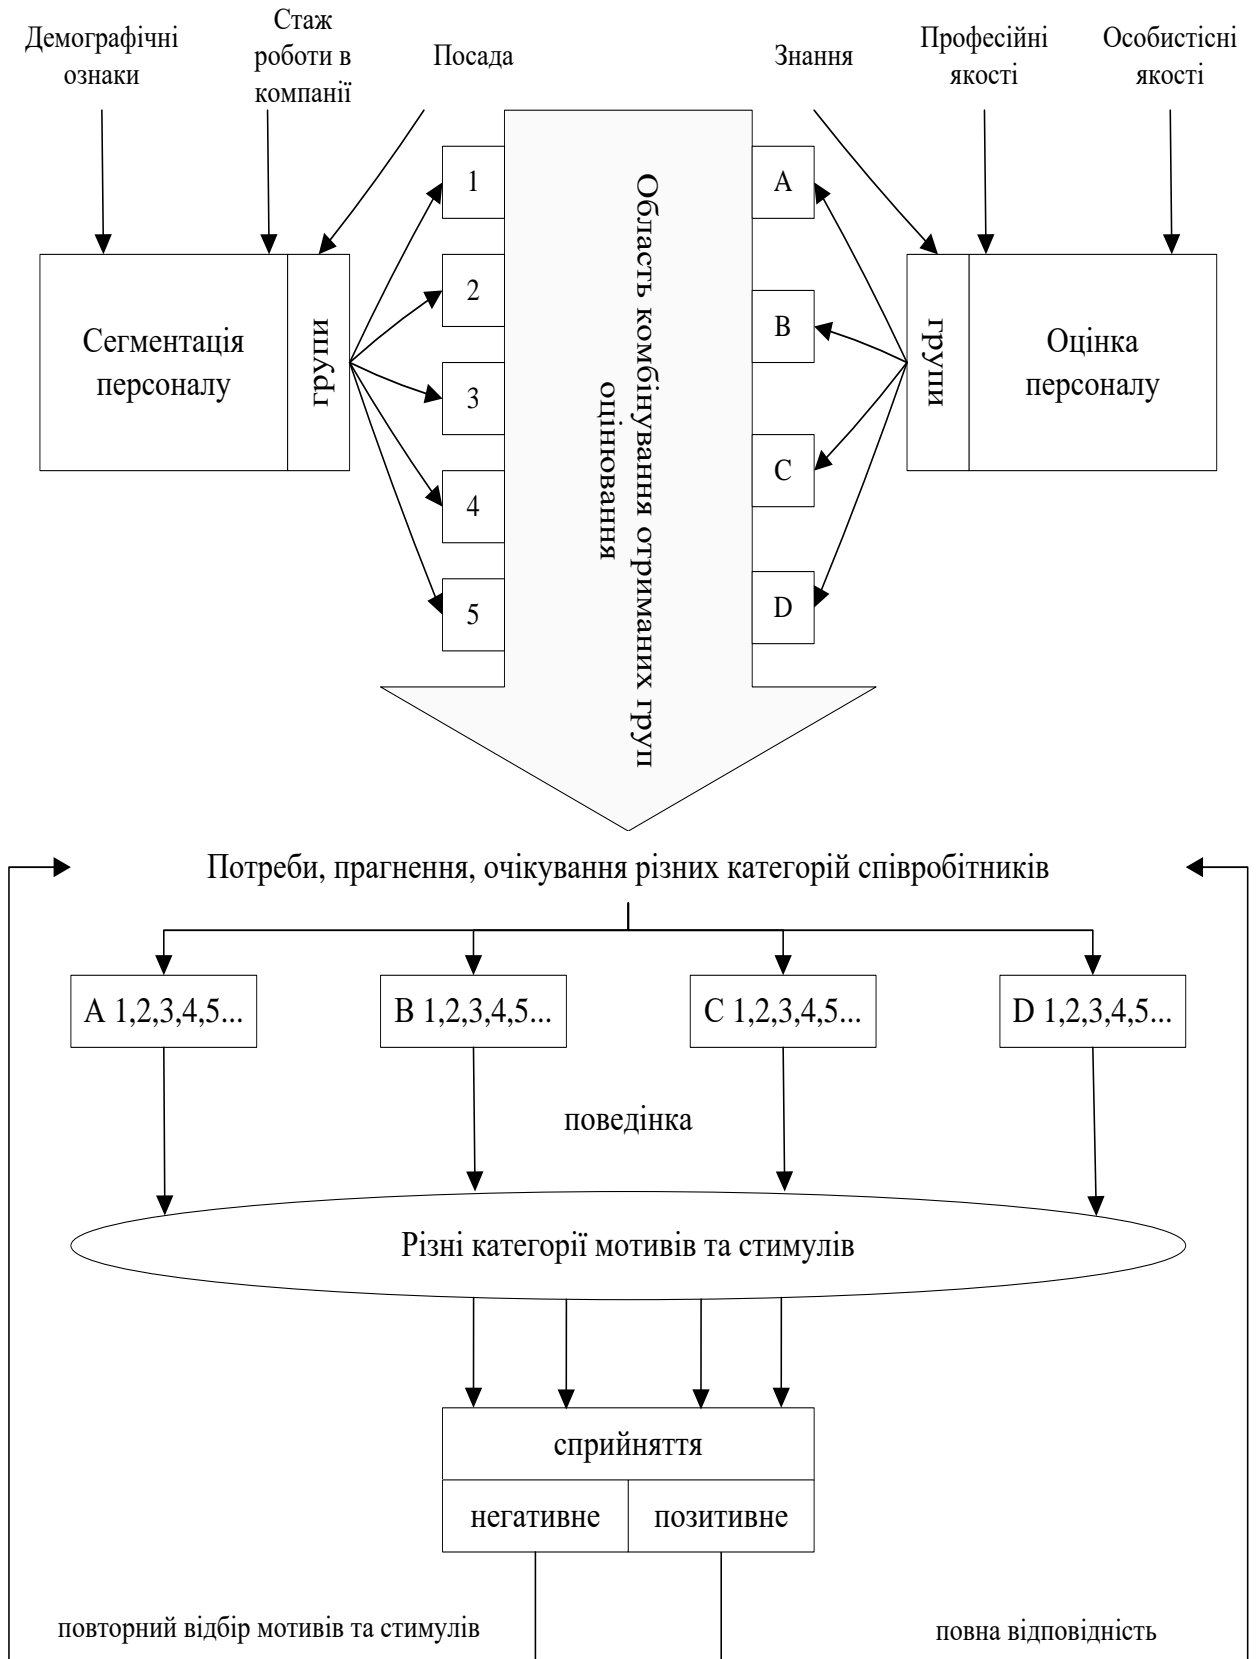 Демографічні
ознаки
Стаж
роботи в
компанії
Посада
Знання
Професійні
якості
Особистісні
якості
Сегментація
персоналу
групи
1
2
3
4
5
Область комбінування отриманих груп
оцінювання
A
B
C
D
групи
Оцінка
персоналу
Потреби, прагнення, очікування різних категорій співробітників
A 1,2,3,4,5...
B 1,2,3,4,5...
C 1,2,3,4,5...
D 1,2,3,4,5...
поведінка
Різні категорії мотивів та стимулів
сприйняття
негативне
позитивне
повторний відбір мотивів та стимулів
повна відповідність